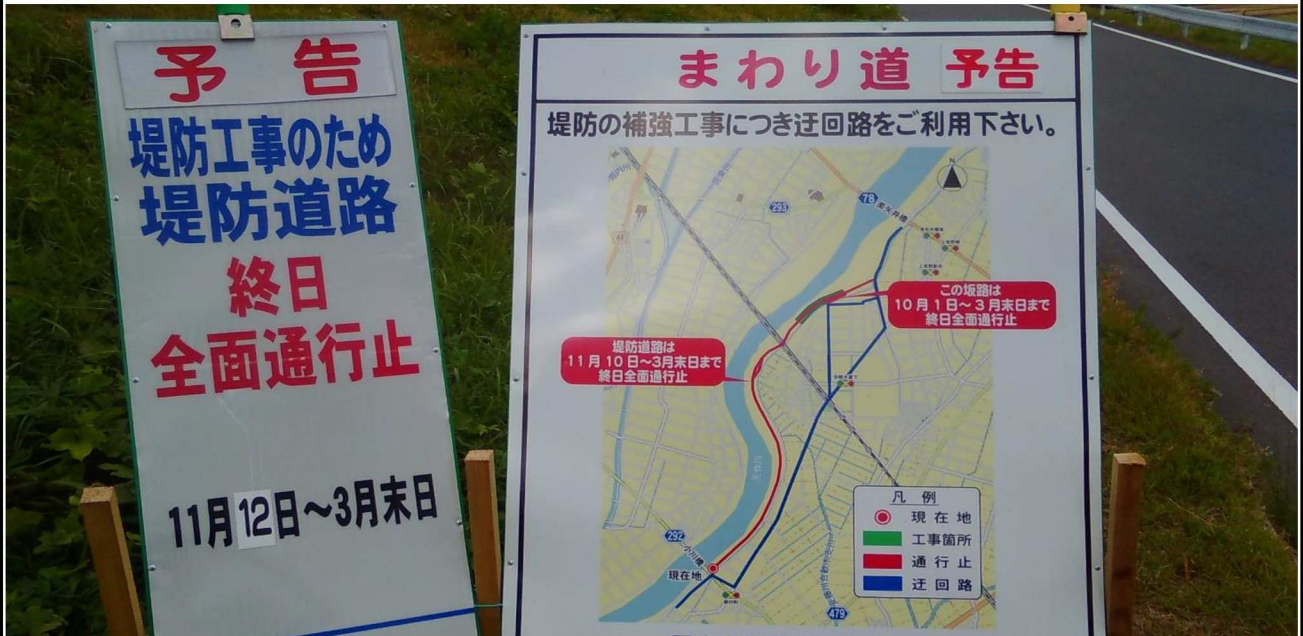 予告
堤防工事のため
堤防道路
終日
全面通行止
11月12日～3月末日
まわり道 予告
堤防の補強工事につき迂回路をご利用下さい。
N
293
78
この坂路は
10月1日～3月末日まで
終日全面通行止
堤防道路は
11月10日～3月末日まで
終日全面通行止
矢作川
292
小川橋
現在地
479
凡例
現在地
工事箇所
通行止
迂回路